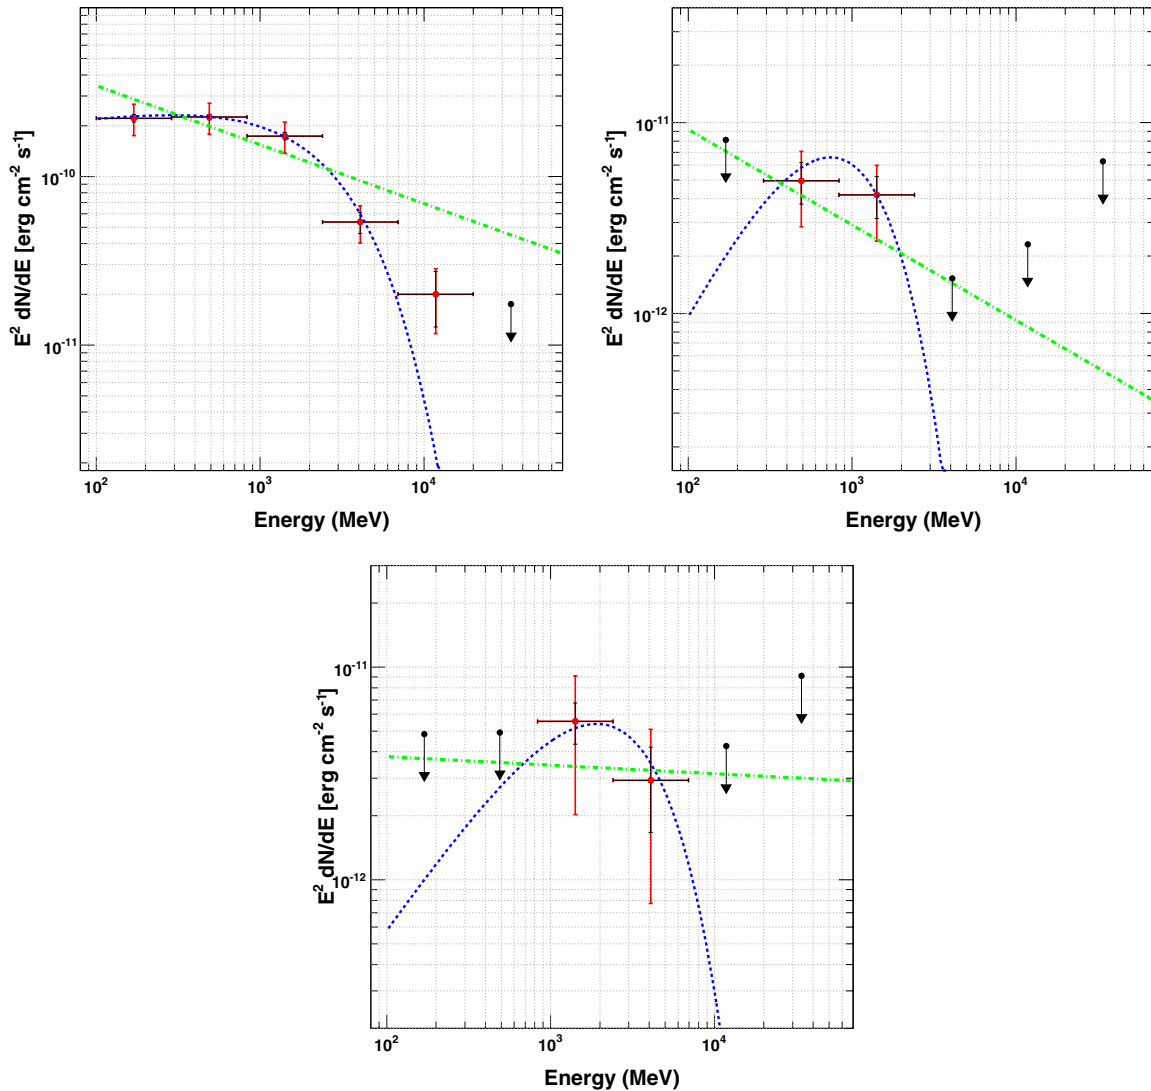 E² dN/dE [erg cm⁻² s⁻¹]
10⁻¹⁰
10⁻¹¹
10² 10³ 10⁴
Energy (MeV)
E² dN/dE [erg cm⁻² s⁻¹]
10⁻¹¹
10⁻¹²
10² 10³ 10⁴
Energy (MeV)
E² dN/dE [erg cm⁻² s⁻¹]
10⁻¹¹
10⁻¹²
10² 10³ 10⁴
Energy (MeV)